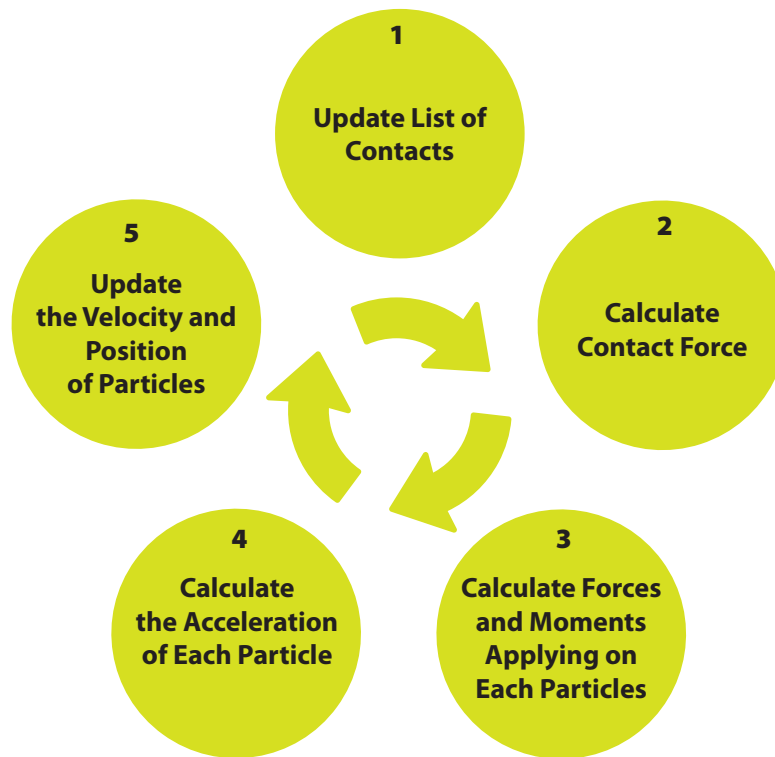 1
Update List of
Contacts
2
Calculate
Contact Force
3
Calculate Forces
and Moments
Applying on
Each Particles
4
Calculate
the Acceleration
of Each Particle
5
Update
the Velocity and
Position
of Particles